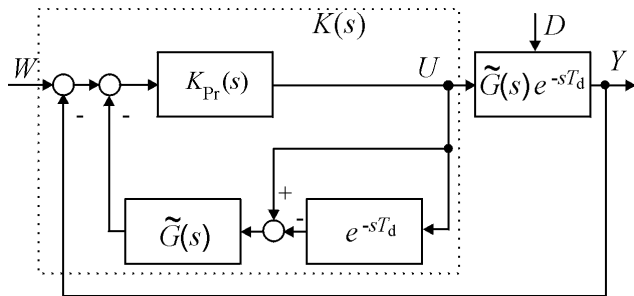 K(s)
D
W
K_Pr(s)
U
G̃(s) e^{-sT_d}
Y
-
-
+
-
G̃(s)
e^{-sT_d}